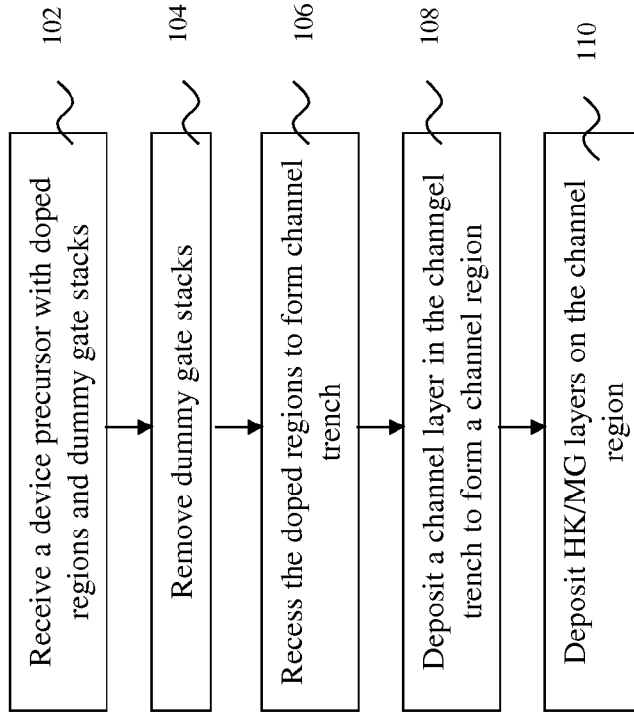 Receive a device precursor with doped
regions and dummy gate stacks
102
Remove dummy gate stacks
104
Recess the doped regions to form channel
trench
106
Deposit a channel layer in the channgel
trench to form a channel region
108
Deposit HK/MG layers on the channel
region
110